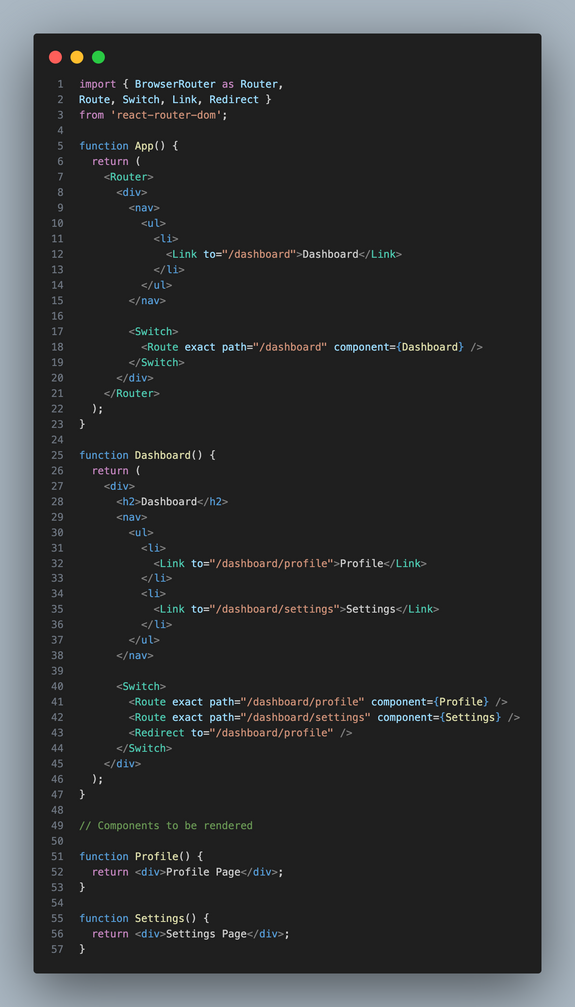 1 import { BrowserRouter as Router,
2 Route, Switch, Link, Redirect }
3 from 'react-router-dom';
4
5 function App() {
6   return (
7     <Router>
8       <div>
9         <nav>
10           <ul>
11             <li>
12               <Link to="/dashboard">Dashboard</Link>
13             </li>
14           </ul>
15         </nav>
16
17         <Switch>
18           <Route exact path="/dashboard" component={Dashboard} />
19         </Switch>
20       </div>
21     </Router>
22   );
23 }
24
25 function Dashboard() {
26   return (
27     <div>
28       <h2>Dashboard</h2>
29       <nav>
30         <ul>
31           <li>
32             <Link to="/dashboard/profile">Profile</Link>
33           </li>
34           <li>
35             <Link to="/dashboard/settings">Settings</Link>
36           </li>
37         </ul>
38       </nav>
39
40       <Switch>
41         <Route exact path="/dashboard/profile" component={Profile} />
42         <Route exact path="/dashboard/settings" component={Settings} />
43         <Redirect to="/dashboard/profile" />
44       </Switch>
45     </div>
46   );
47 }
48
49 // Components to be rendered
50
51 function Profile() {
52   return <div>Profile Page</div>;
53 }
54
55 function Settings() {
56   return <div>Settings Page</div>;
57 }